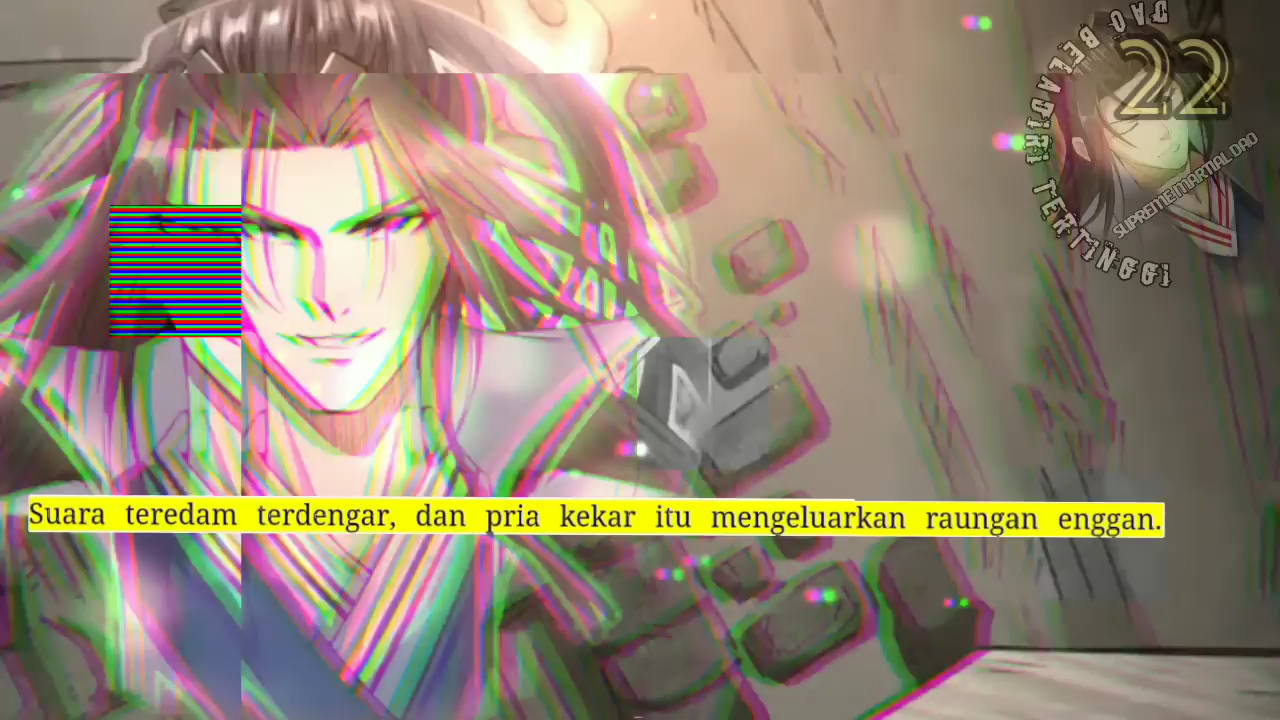 DAO BELADIRI TERTINGGI
22
SUPREME MARTIAL DAO
Suara teredam terdengar, dan pria kekar itu mengeluarkan raungan enggan.